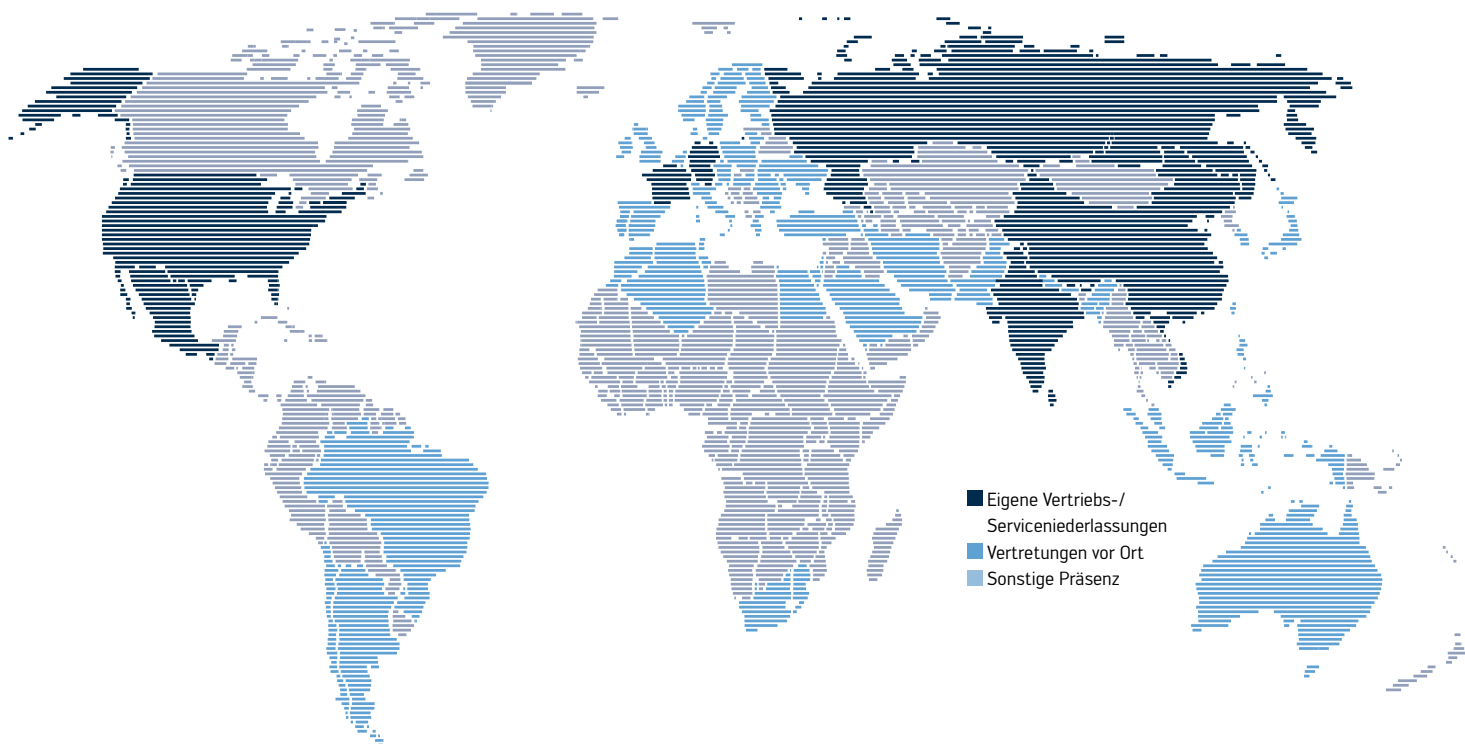 Eigene Vertriebs-/
Serviceniederlassungen
Vertretungen vor Ort
Sonstige Präsenz